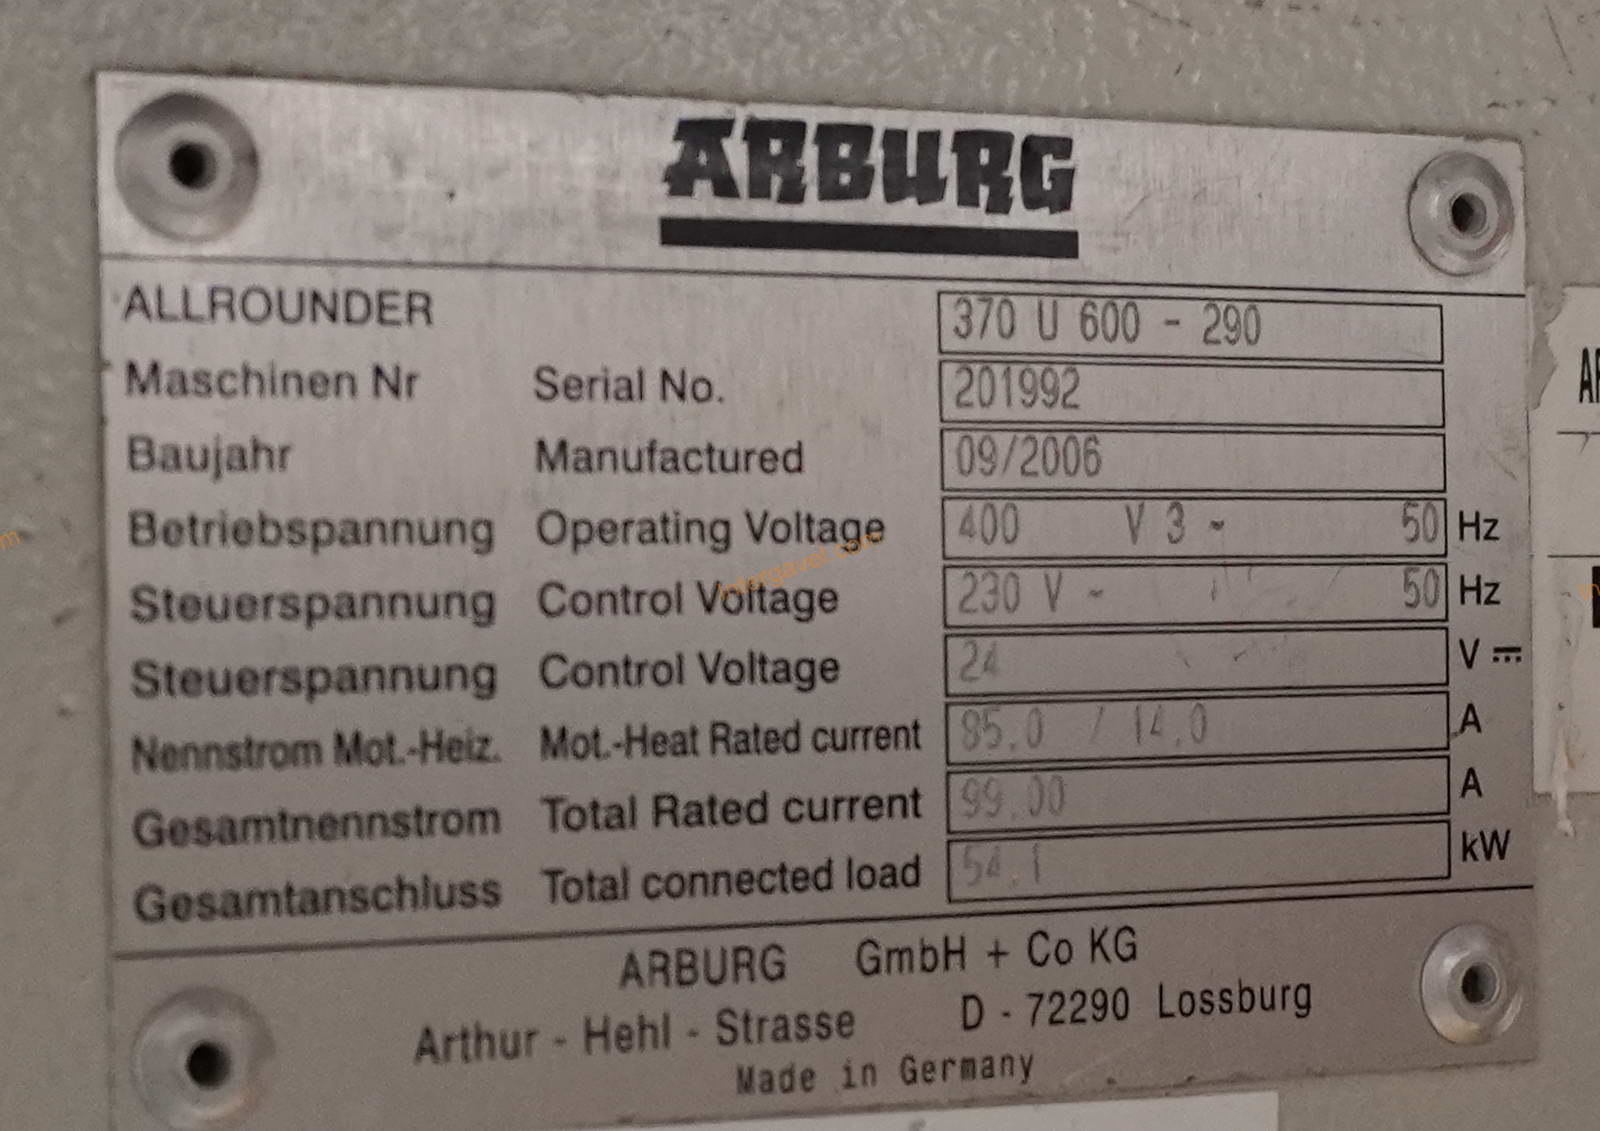 ARBURG
ALLROUNDER 370 U 600 - 290
Maschinen Nr Serial No. 201992
Baujahr Manufactured 09/2006
Betriebspannung Operating Voltage 400 V 3 ~ 50 Hz
Steuerspannung Control Voltage 230 V ~ 50 Hz
Steuerspannung Control Voltage 24 V ⎓
Nennstrom Mot.-Heiz. Mot.-Heat Rated current 85.0 / 14.0 A
Gesamtnennstrom Total Rated current 99.00 A
Gesamtanschluss Total connected load 54.1 kW
ARBURG GmbH + Co KG
Arthur - Hehl - Strasse D - 72290 Lossburg
Made in Germany
intergavel.com